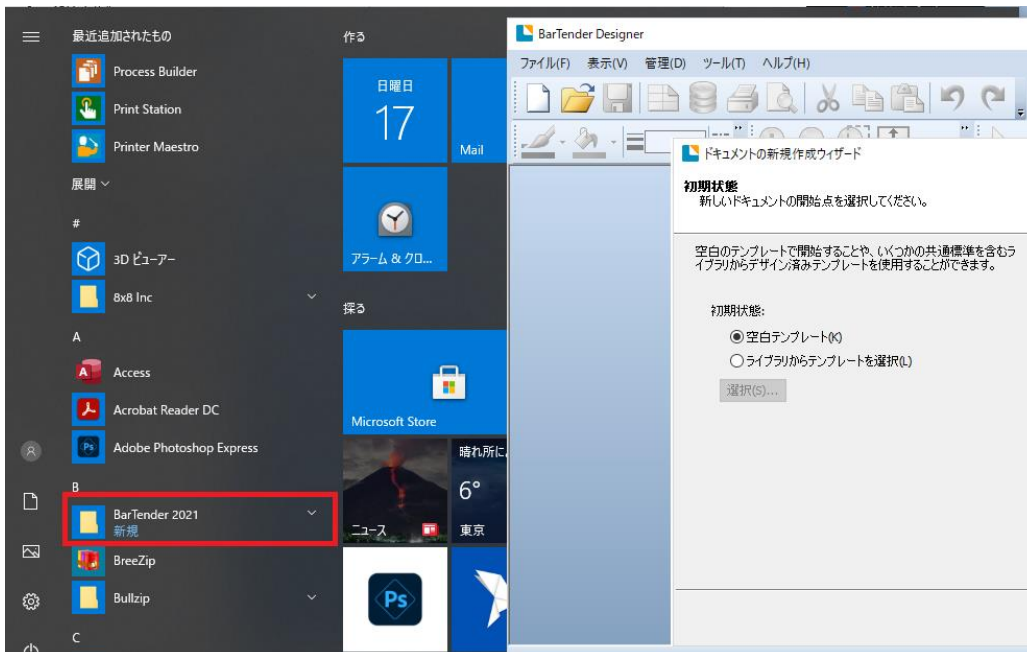 最近追加されたもの
Process Builder
Print Station
Printer Maestro
展開
#
3D ビューアー
8x8 Inc
A
Access
Acrobat Reader DC
Adobe Photoshop Express
B
BarTender 2021
新規
BreeZip
Bullzip
C
作る
日曜日
17
Mail
アラーム & クロ...
探る
Microsoft Store
ニュース
晴れ所に
6°
東京
Ps
BarTender Designer
ファイル(F) 表示(V) 管理(D) ツール(T) ヘルプ(H)
ドキュメントの新規作成ウィザード
初期状態
新しいドキュメントの開始点を選択してください。
空白のテンプレートで開始することや、いくつかの共通標準を含むラ
イブラリからデザイン済みテンプレートを使用することができます。
初期状態:
空白テンプレート(K)
ライブラリからテンプレートを選択(L)
選択(S)...